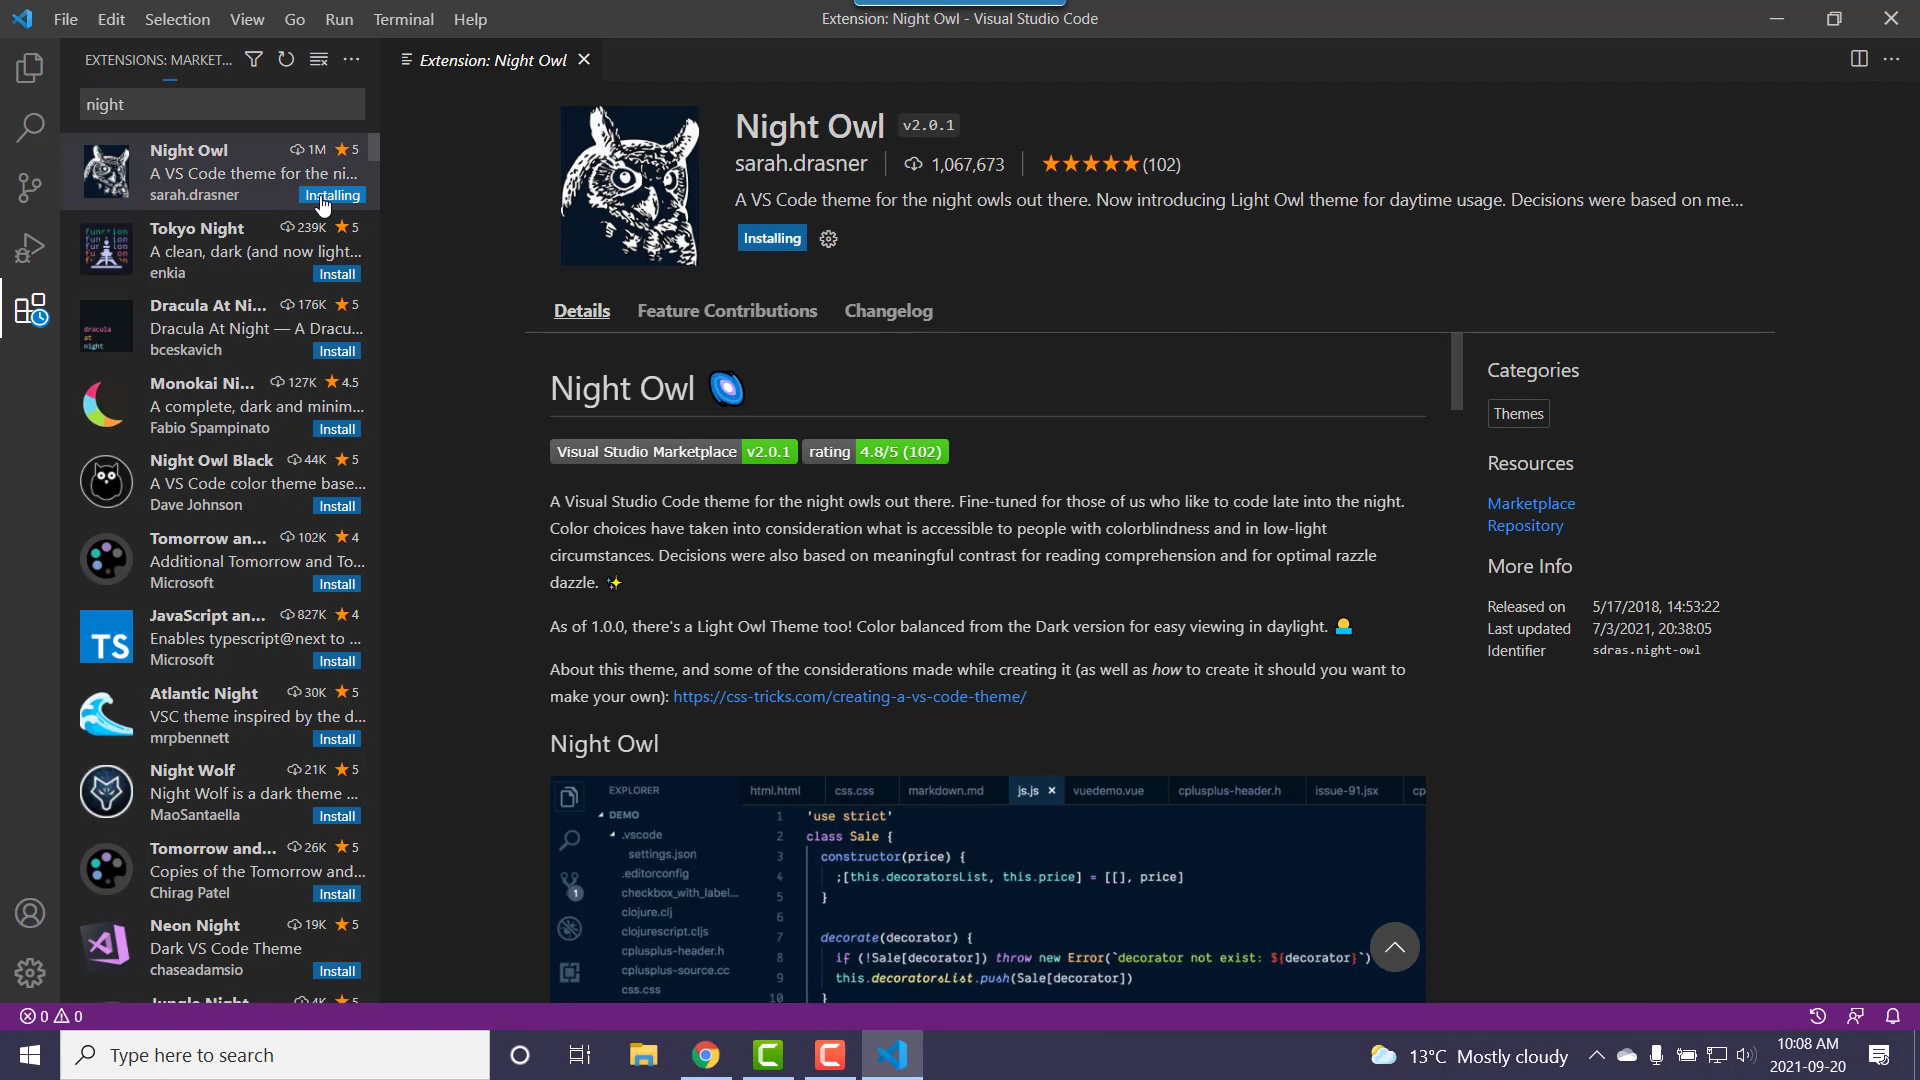 File Edit Selection View Go Run Terminal Help
Extension: Night Owl - Visual Studio Code
EXTENSIONS: MARKET...
night
Night Owl 1M ★5
A VS Code theme for the ni...
sarah.drasner Installing
Tokyo Night 239K ★5
A clean, dark (and now light...
enkia Install
Dracula At Ni... 176K ★5
Dracula At Night — A Dracu...
bceskavich Install
Monokai Ni... 127K ★4.5
A complete, dark and minim...
Fabio Spampinato Install
Night Owl Black 44K ★5
A VS Code color theme base...
Dave Johnson Install
Tomorrow an... 102K ★4
Additional Tomorrow and To...
Microsoft Install
TS
JavaScript an... 827K ★4
Enables typescript@next to ...
Microsoft Install
Atlantic Night 30K ★5
VSC theme inspired by the d...
mrpbennett Install
Night Wolf 21K ★5
Night Wolf is a dark theme ...
MaoSantaella Install
Tomorrow and... 26K ★5
Copies of the Tomorrow and...
Chirag Patel Install
Neon Night 19K ★5
Dark VS Code Theme
chaseadamsio Install
Jungle Night 4K ★5
Extension: Night Owl
Night Owl v2.0.1
sarah.drasner 1,067,673 ★★★★★(102)
A VS Code theme for the night owls out there. Now introducing Light Owl theme for daytime usage. Decisions were based on me...
Installing
Details Feature Contributions Changelog
Night Owl
Visual Studio Marketplace v2.0.1 rating 4.8/5 (102)
A Visual Studio Code theme for the night owls out there. Fine-tuned for those of us who like to code late into the night.
Color choices have taken into consideration what is accessible to people with colorblindness and in low-light
circumstances. Decisions were also based on meaningful contrast for reading comprehension and for optimal razzle
dazzle. ✨
As of 1.0.0, there's a Light Owl Theme too! Color balanced from the Dark version for easy viewing in daylight.
About this theme, and some of the considerations made while creating it (as well as how to create it should you want to
make your own): https://css-tricks.com/creating-a-vs-code-theme/
Night Owl
EXPLORER
DEMO
.vscode
settings.json
.editorconfig
checkbox_with_label...
clojure.clj
clojurescript.cljs
cplusplus-header.h
cplusplus-source.cc
css.css
1
html.html css.css markdown.md js.js × vuedemo.vue cplusplus-header.h issue-91.jsx cp
1 'use strict'
2 class Sale {
3 constructor(price) {
4 ;[this.decoratorsList, this.price] = [[], price]
5 }
6
7 decorate(decorator) {
8 if (!Sale[decorator]) throw new Error(`decorator not exist: ${decorator}`)
9 this.decoratorsList.push(Sale[decorator])
10 }
Categories
Themes
Resources
Marketplace
Repository
More Info
Released on 5/17/2018, 14:53:22
Last updated 7/3/2021, 20:38:05
Identifier sdras.night-owl
0 0
Type here to search
13°C Mostly cloudy
10:08 AM
2021-09-20